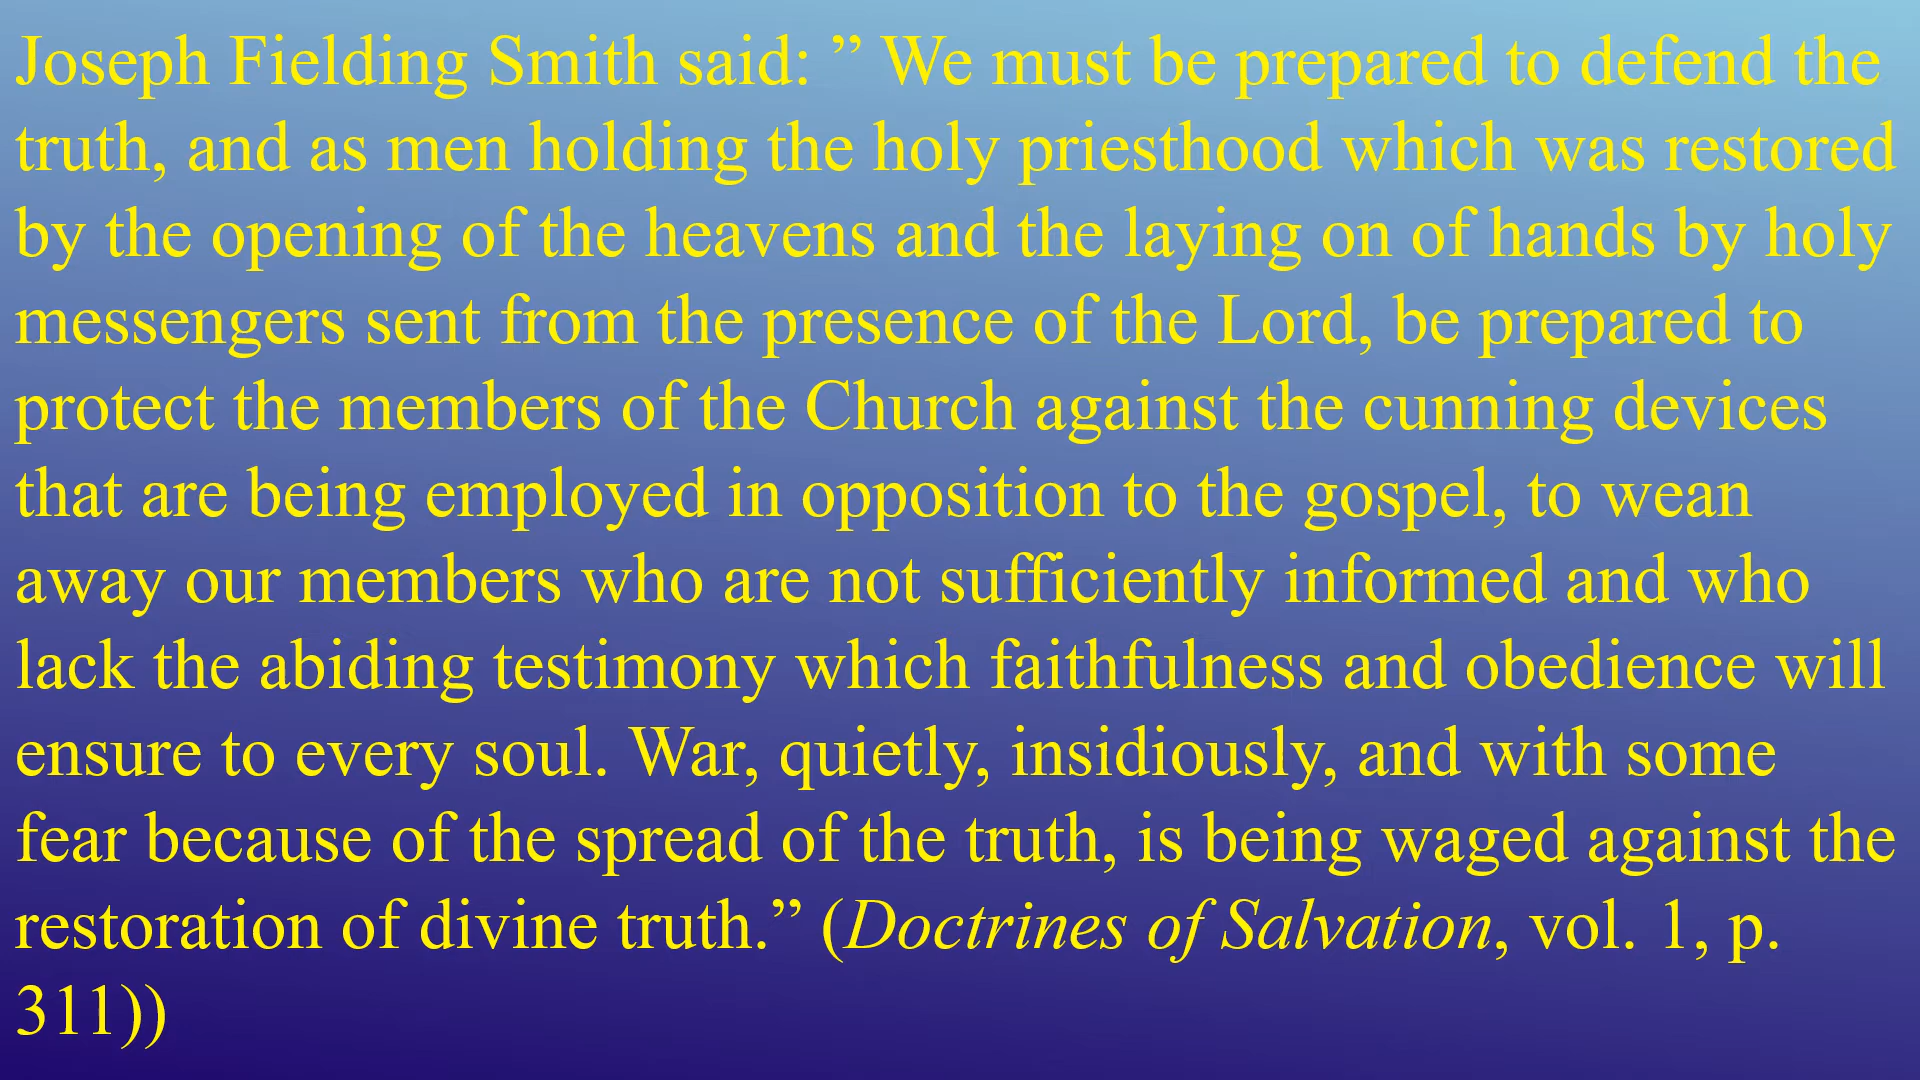 Joseph Fielding Smith said: ” We must be prepared to defend the
truth, and as men holding the holy priesthood which was restored
by the opening of the heavens and the laying on of hands by holy
messengers sent from the presence of the Lord, be prepared to
protect the members of the Church against the cunning devices
that are being employed in opposition to the gospel, to wean
away our members who are not sufficiently informed and who
lack the abiding testimony which faithfulness and obedience will
ensure to every soul. War, quietly, insidiously, and with some
fear because of the spread of the truth, is being waged against the
restoration of divine truth.” (Doctrines of Salvation, vol. 1, p.
311))